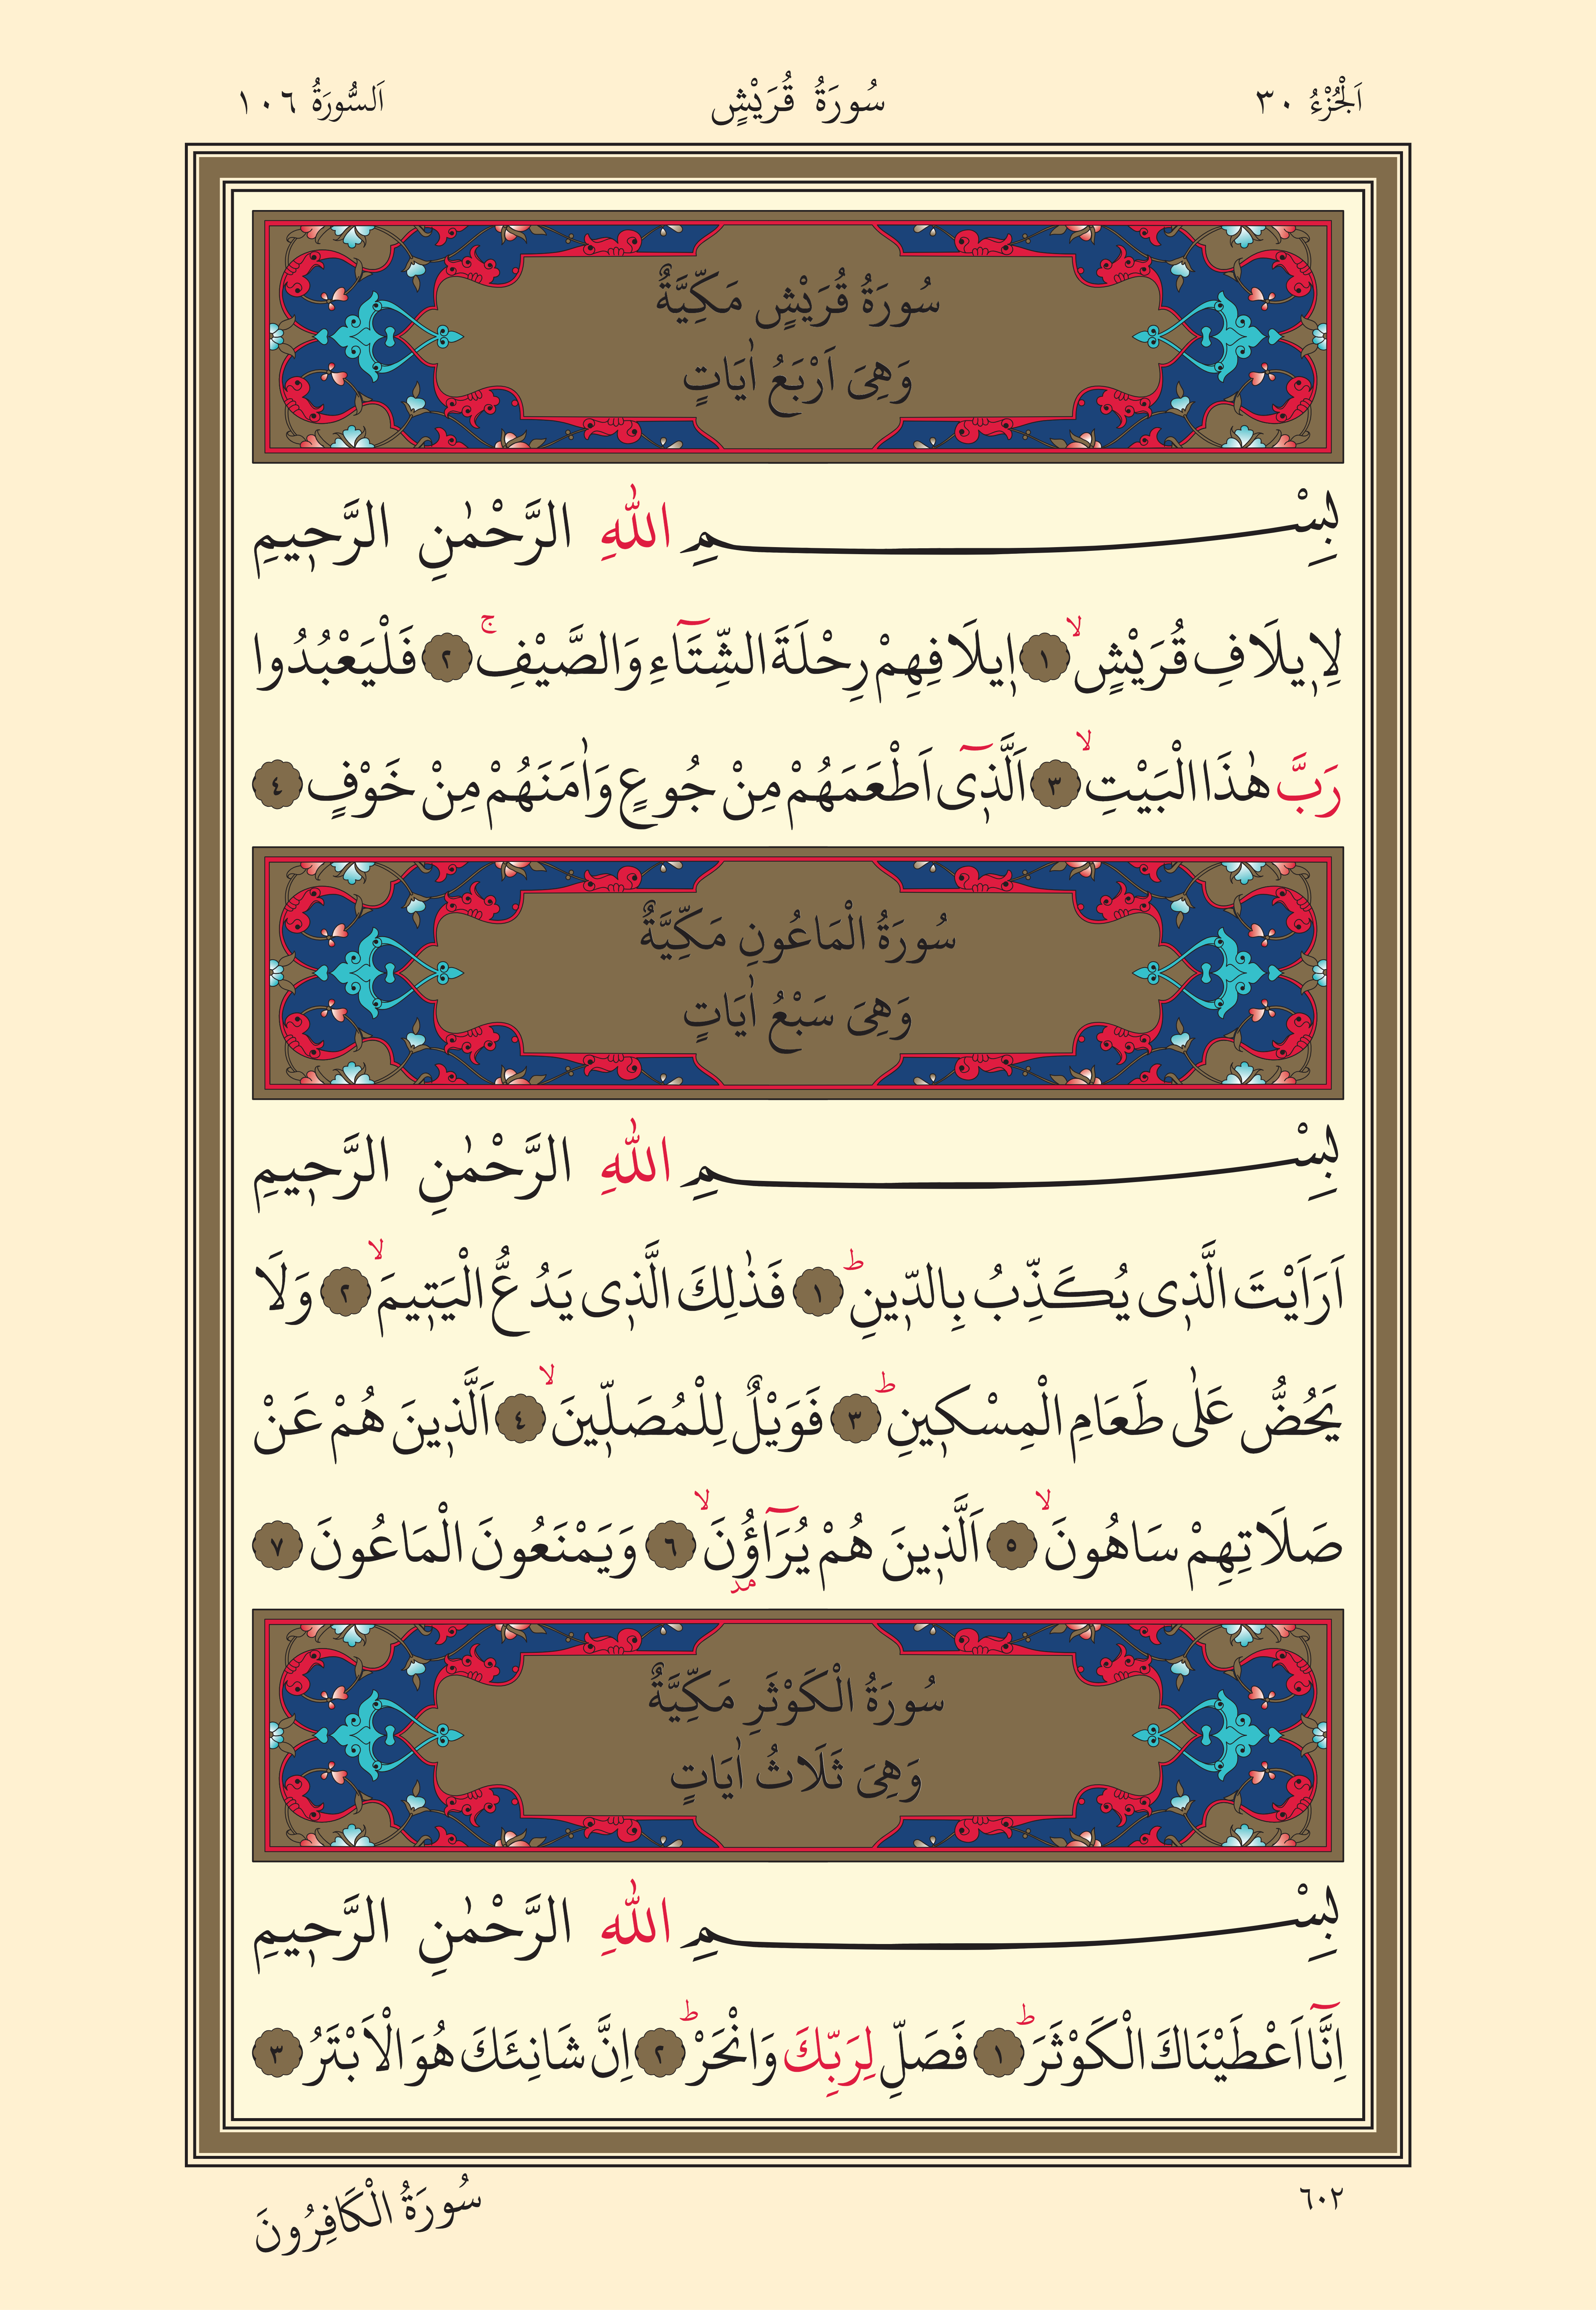 اَلْجُزْءُ ٣٠ سُورَةُ قُرَيْشٍ اَلسُّورَةُ ١٠٦
سُورَةُ قُرَيْشٍ مَكِّيَّةٌ
وَهِىَ اَرْبَعُ اٰيَاتٍ
بِسْــــــــــــــــمِ اللّٰهِ الرَّحْمٰنِ الرَّحٖيمِ
لِاٖيلَافِ قُرَيْشٍۙ ١ اٖيلَافِهِمْ رِحْلَةَ الشِّتَٓاءِ وَالصَّيْفِۚ ٢ فَلْيَعْبُدُوا
رَبَّ هٰذَا الْبَيْتِۙ ٣ اَلَّذٖٓى اَطْعَمَهُمْ مِنْ جُوعٍ وَاٰمَنَهُمْ مِنْ خَوْفٍ ٤
سُورَةُ الْمَاعُونِ مَكِّيَّةٌ
وَهِىَ سَبْعُ اٰيَاتٍ
بِسْــــــــــــــــمِ اللّٰهِ الرَّحْمٰنِ الرَّحٖيمِ
اَرَاَيْتَ الَّذٖى يُكَذِّبُ بِالدّٖينِؕ ١ فَذٰلِكَ الَّذٖى يَدُعُّ الْيَتٖيمَۙ ٢ وَلَا
يَحُضُّ عَلٰى طَعَامِ الْمِسْكٖينِؕ ٣ فَوَيْلٌ لِلْمُصَلّٖينَۙ ٤ اَلَّذٖينَ هُمْ عَنْ
صَلَاتِهِمْ سَاهُونَۙ ٥ اَلَّذٖينَ هُمْ يُرَٓاؤُ۫نَۙ ٦ وَيَمْنَعُونَ الْمَاعُونَ ٧
سُورَةُ الْكَوْثَرِ مَكِّيَّةٌ
وَهِىَ ثَلَاثُ اٰيَاتٍ
بِسْــــــــــــــــمِ اللّٰهِ الرَّحْمٰنِ الرَّحٖيمِ
اِنَّٓا اَعْطَيْنَاكَ الْكَوْثَرَؕ ١ فَصَلِّ لِرَبِّكَ وَانْحَرْؕ ٢ اِنَّ شَانِئَكَ هُوَ الْاَبْتَرُ ٣
٦٠٢ سُورَةُ الْكَافِرُونَ